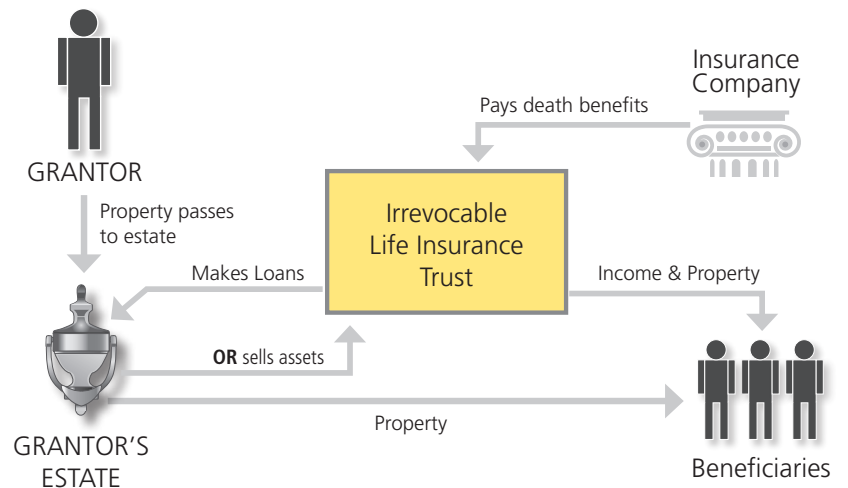 Insurance
Company
Pays death benefits
GRANTOR
Property passes
to estate
Irrevocable
Life Insurance
Trust
Makes Loans
Income & Property
OR sells assets
Property
GRANTOR'S
ESTATE
Beneficiaries